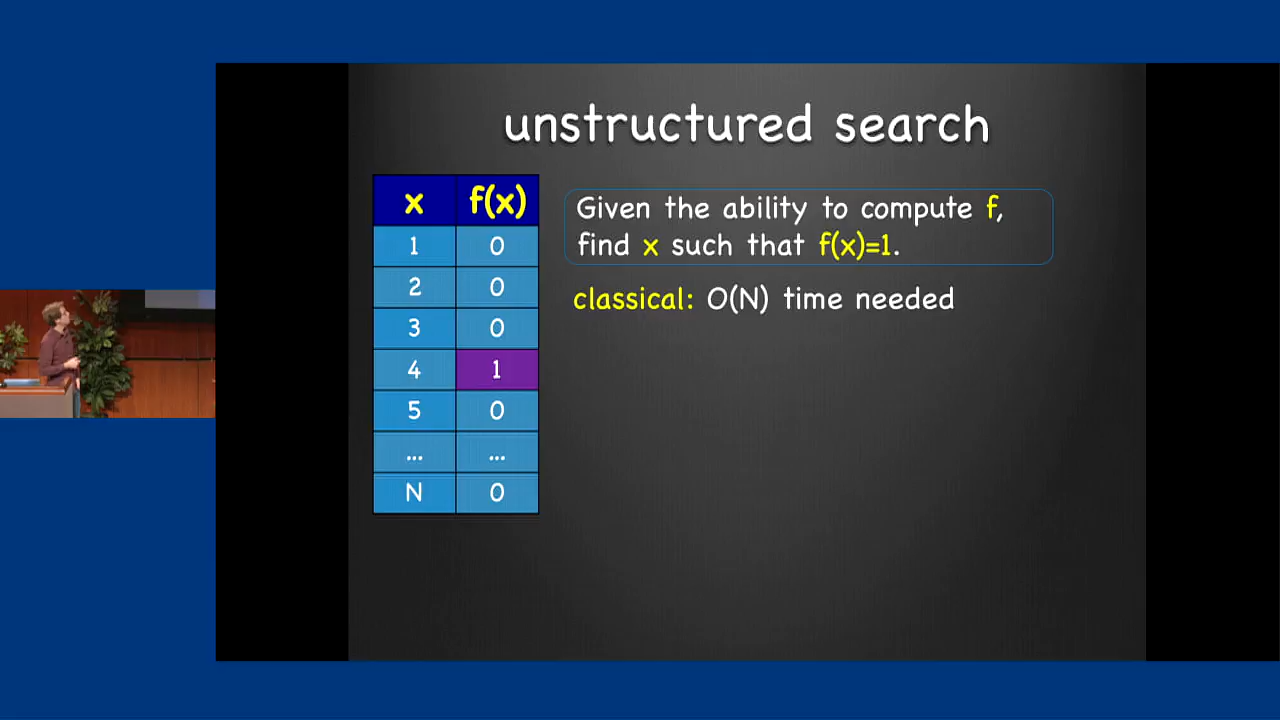 unstructured search
x f(x)
1 0
2 0
3 0
4 1
5 0
... ...
N 0
Given the ability to compute f,
find x such that f(x)=1.
classical: O(N) time needed